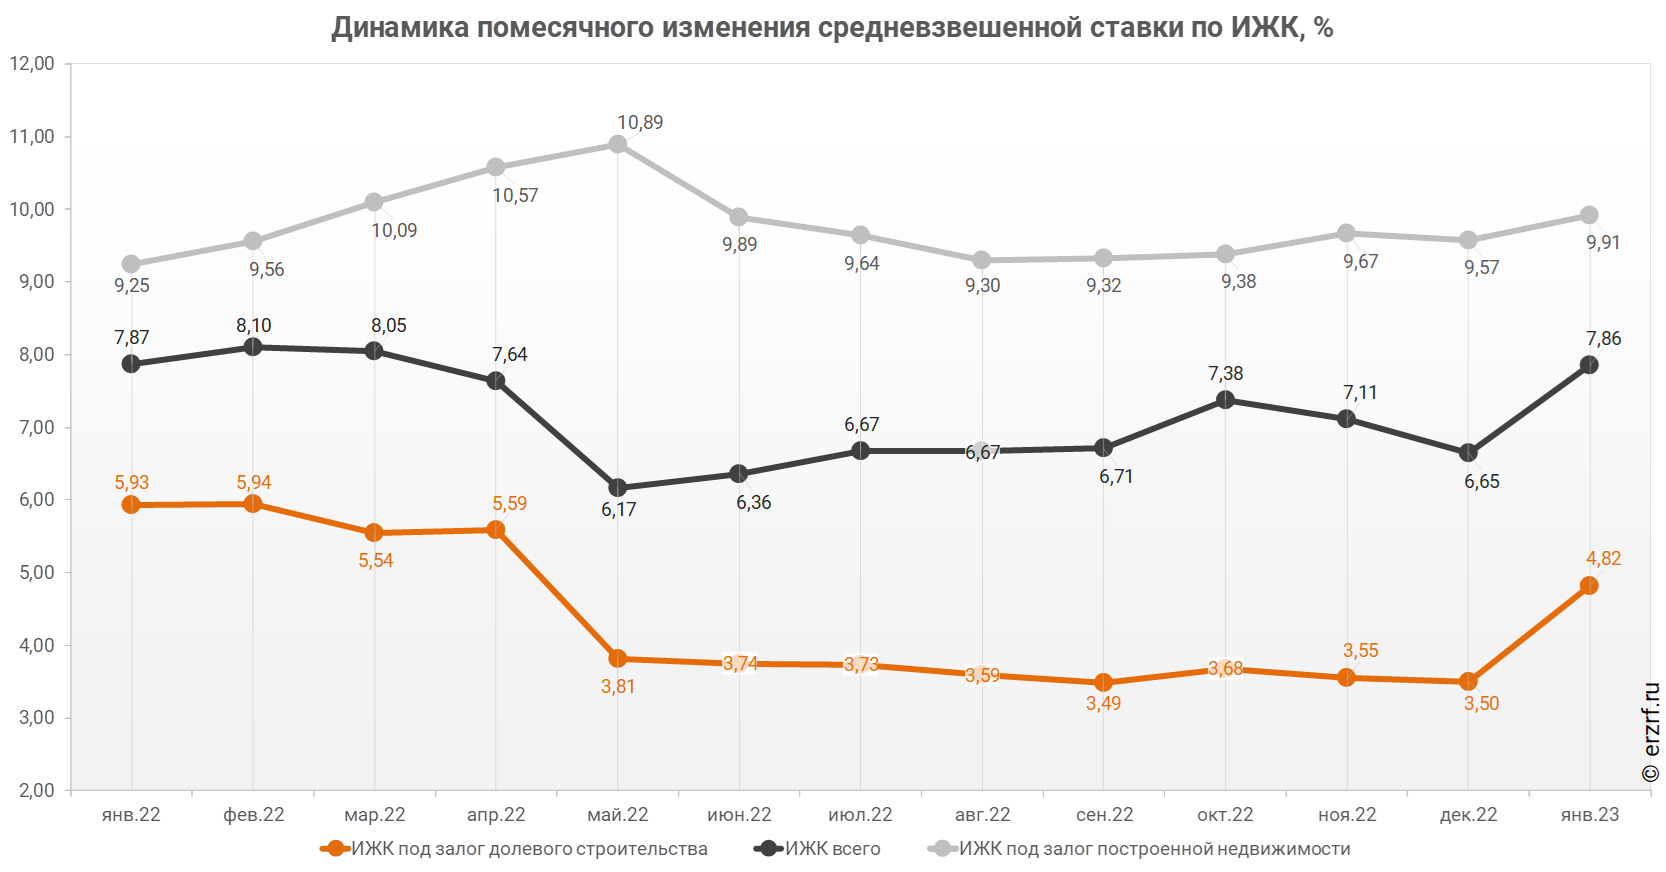 Динамика помесячного изменения средневзвешенной ставки по ИЖК, %
12,00
11,00
10,00
9,00
8,00
7,00
6,00
5,00
4,00
3,00
2,00
9,25 9,56 10,09 10,57 10,89 9,89 9,64 9,30 9,32 9,38 9,67 9,57 9,91
7,87 8,10 8,05 7,64 6,17 6,36 6,67 6,67 6,71 7,38 7,11 6,65 7,86
5,93 5,94 5,54 5,59 3,81 3,74 3,73 3,59 3,49 3,68 3,55 3,50 4,82
янв.22 фев.22 мар.22 апр.22 май.22 июн.22 июл.22 авг.22 сен.22 окт.22 ноя.22 дек.22 янв.23
ИЖК под залог долевого строительства ИЖК всего ИЖК под залог построенной недвижимости
© erzrf.ru